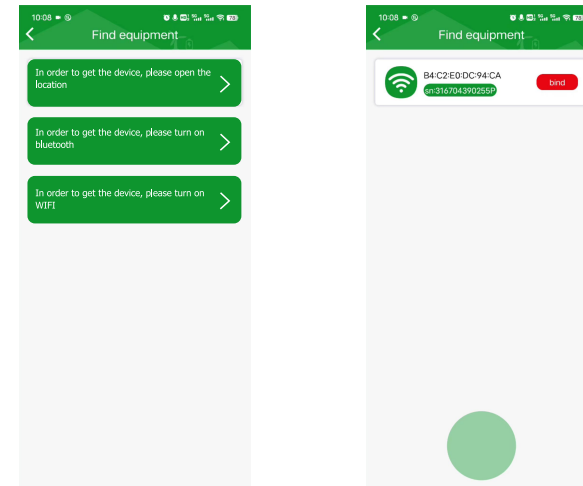 10:08
Find equipment
In order to get the device, please open the
location
In order to get the device, please turn on
bluetooth
In order to get the device, please turn on
WIFI
10:08
Find equipment
B4:C2:E0:DC:94:CA
sn:316704390255P
bind